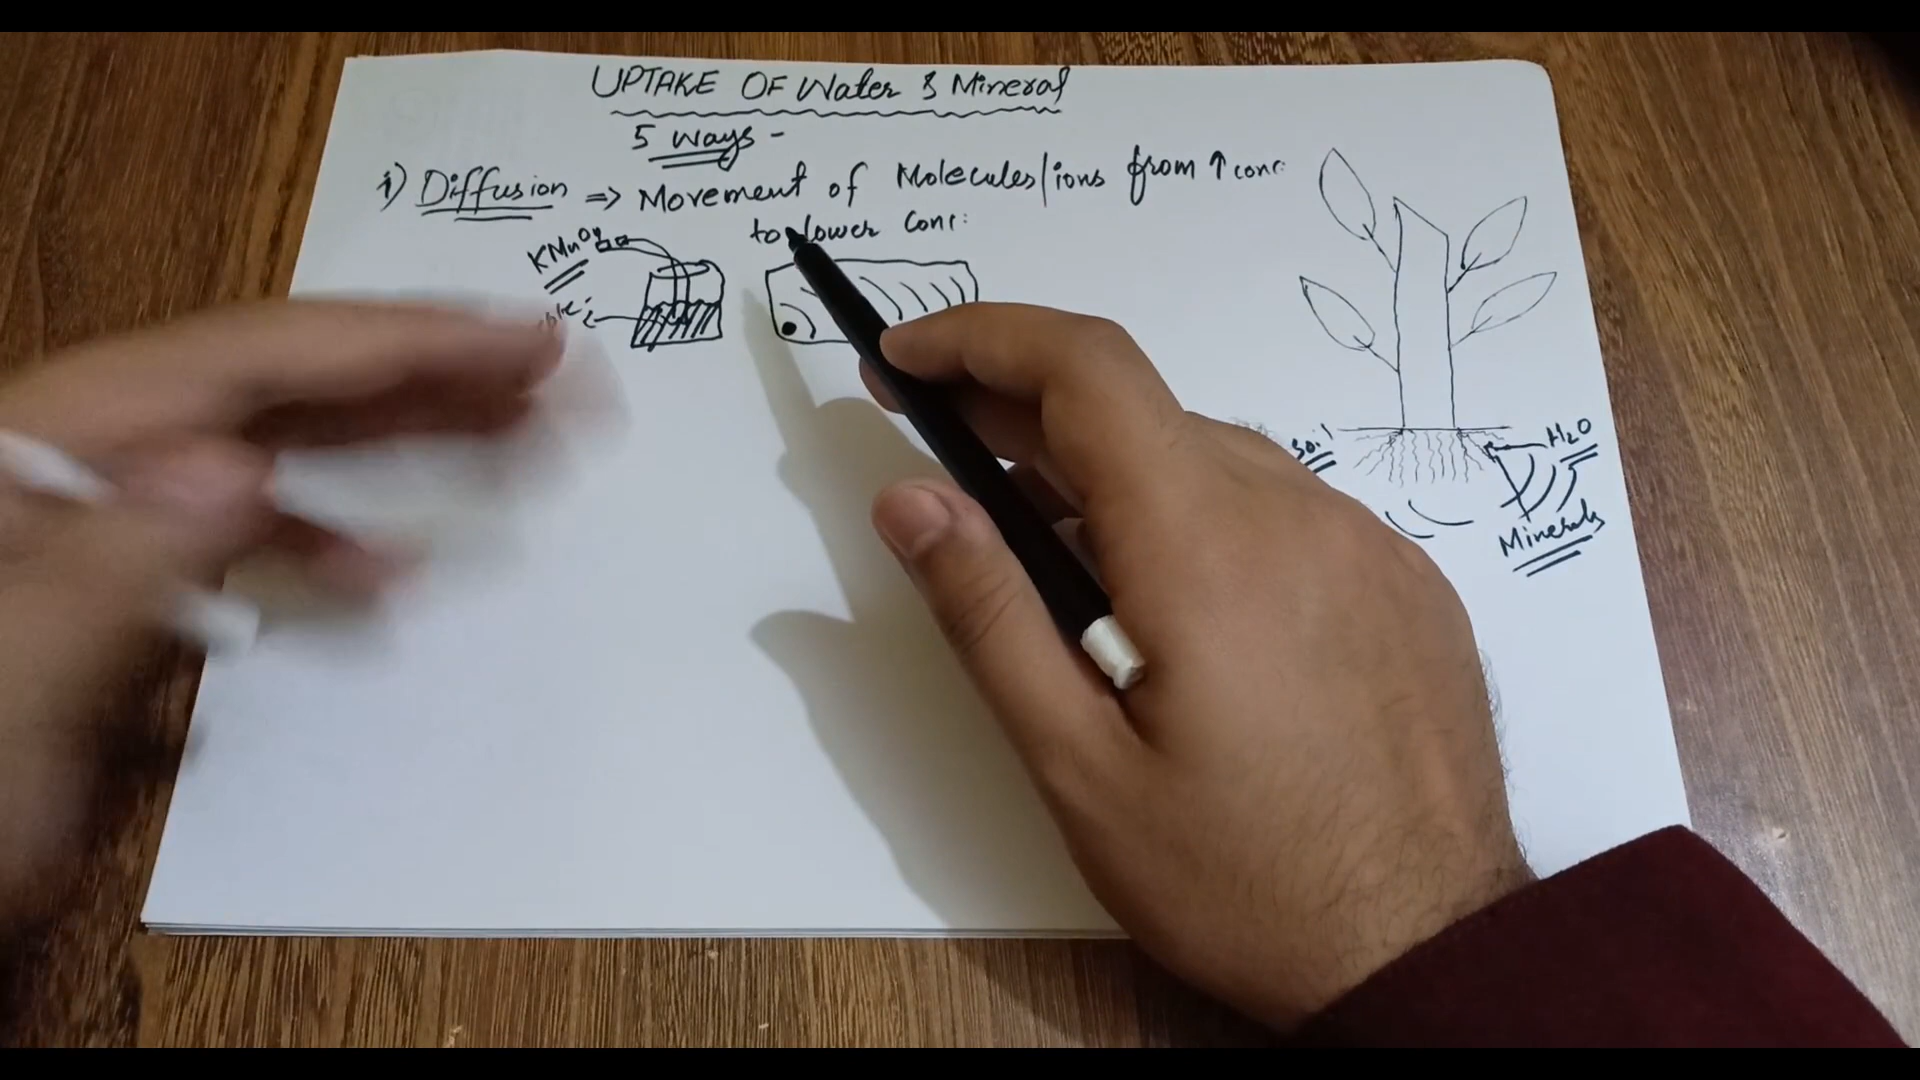 UPTAKE OF Water & Mineral
5 ways -
i) Diffusion => Movement of Molecules/ions from ↑ conc:
to lower conc:
KMnO4
soil
H2O
Minerals